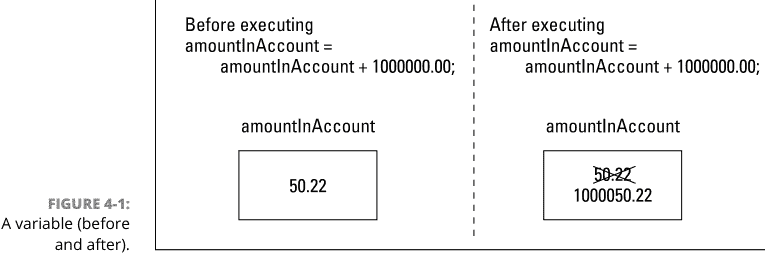 Before executing
amountInAccount =
amountInAccount + 1000000.00;
amountInAccount
50.22
After executing
amountInAccount =
amountInAccount + 1000000.00;
amountInAccount
50.22
1000050.22
FIGURE 4-1:
A variable (before
and after).